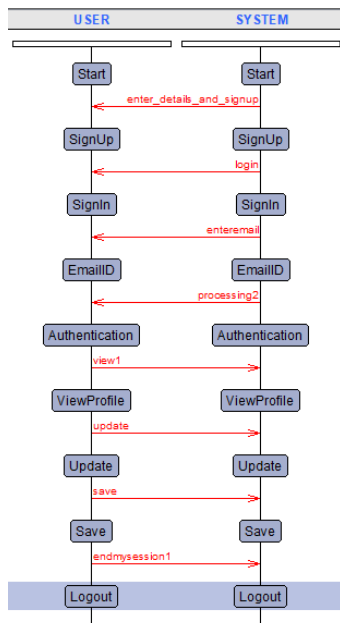 USER SYSTEM
Start Start
enter_details_and_signup
SignUp SignUp
login
SignIn SignIn
enteremail
EmailID EmailID
processing2
Authentication Authentication
view1
ViewProfile ViewProfile
update
Update Update
save
Save Save
endmysession1
Logout Logout